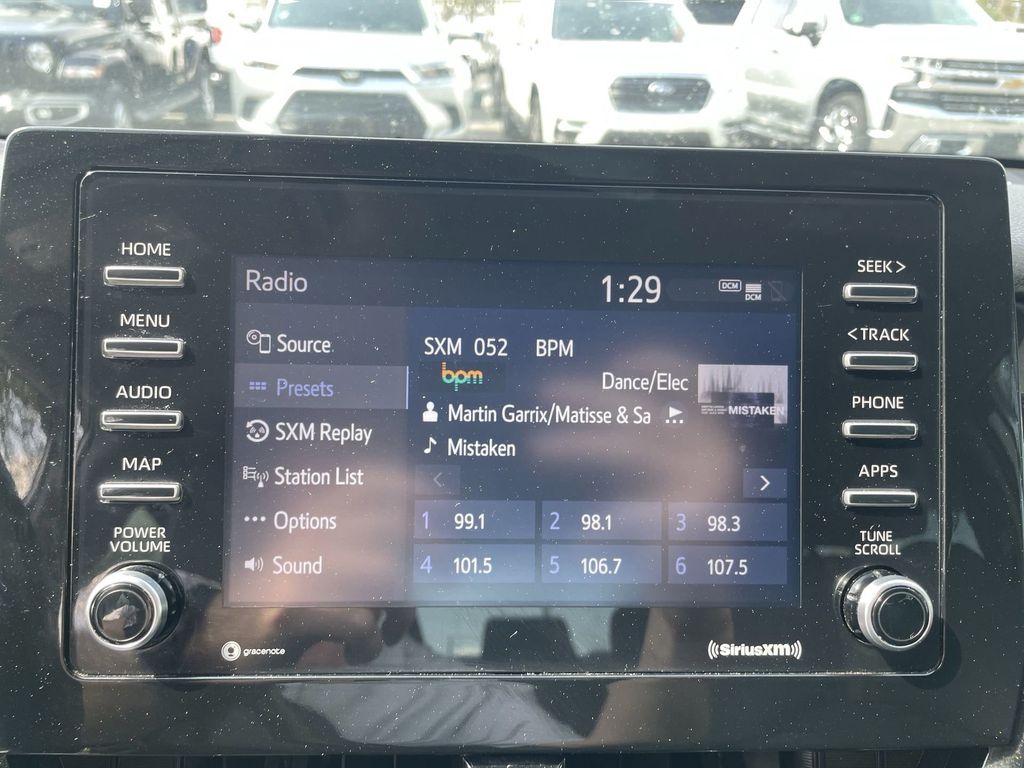 HOME
MENU
AUDIO
MAP
POWER
VOLUME
Radio
1:29
DCM
DCM
Source
Presets
SXM Replay
Station List
Options
Sound
SXM 052 BPM
bpm
Dance/Elec
Martin Garrix/Matisse & Sa
Mistaken
MISTAKEN
<
>
1 99.1
2 98.1
3 98.3
4 101.5
5 106.7
6 107.5
SEEK >
< TRACK
PHONE
APPS
TUNE
SCROLL
gracenote
SiriusXM